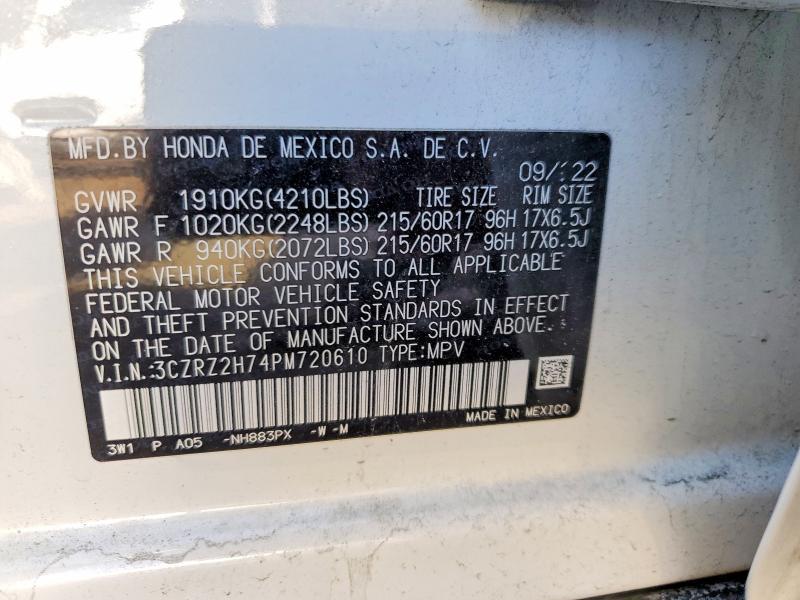 MFD.BY HONDA DE MEXICO S.A. DE C.V. 09/'22
GVWR 1910KG(4210LBS) TIRE SIZE RIM SIZE
GAWR F 1020KG(2248LBS) 215/60R17 96H 17X6.5J
GAWR R 940KG(2072LBS) 215/60R17 96H 17X6.5J
THIS VEHICLE CONFORMS TO ALL APPLICABLE
FEDERAL MOTOR VEHICLE SAFETY
AND THEFT PREVENTION STANDARDS IN EFFECT
ON THE DATE OF MANUFACTURE SHOWN ABOVE.
V.I.N.:3CZRZ2H74PM720610 TYPE:MPV
3W1 P A05 -NH883PX -W -M MADE IN MEXICO